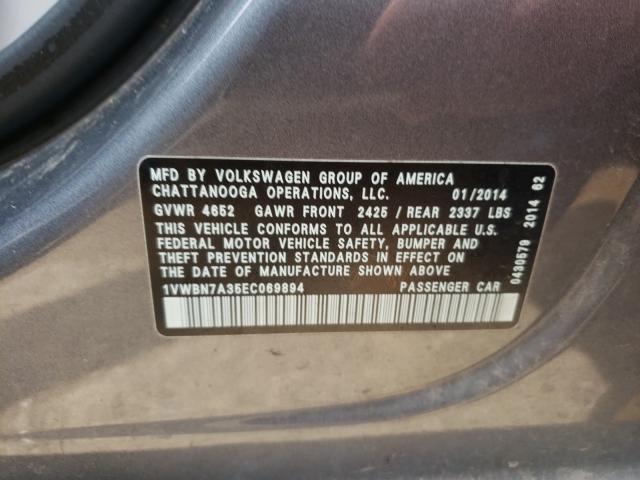 MFD BY VOLKSWAGEN GROUP OF AMERICA
CHATTANOOGA OPERATIONS, LLC. 01/2014
GVWR 4652 GAWR FRONT 2425 / REAR 2337 LBS
THIS VEHICLE CONFORMS TO ALL APPLICABLE U.S.
FEDERAL MOTOR VEHICLE SAFETY, BUMPER AND
THEFT PREVENTION STANDARDS IN EFFECT ON
THE DATE OF MANUFACTURE SHOWN ABOVE
1VWBN7A35EC069894 PASSENGER CAR
0430579 2014 62